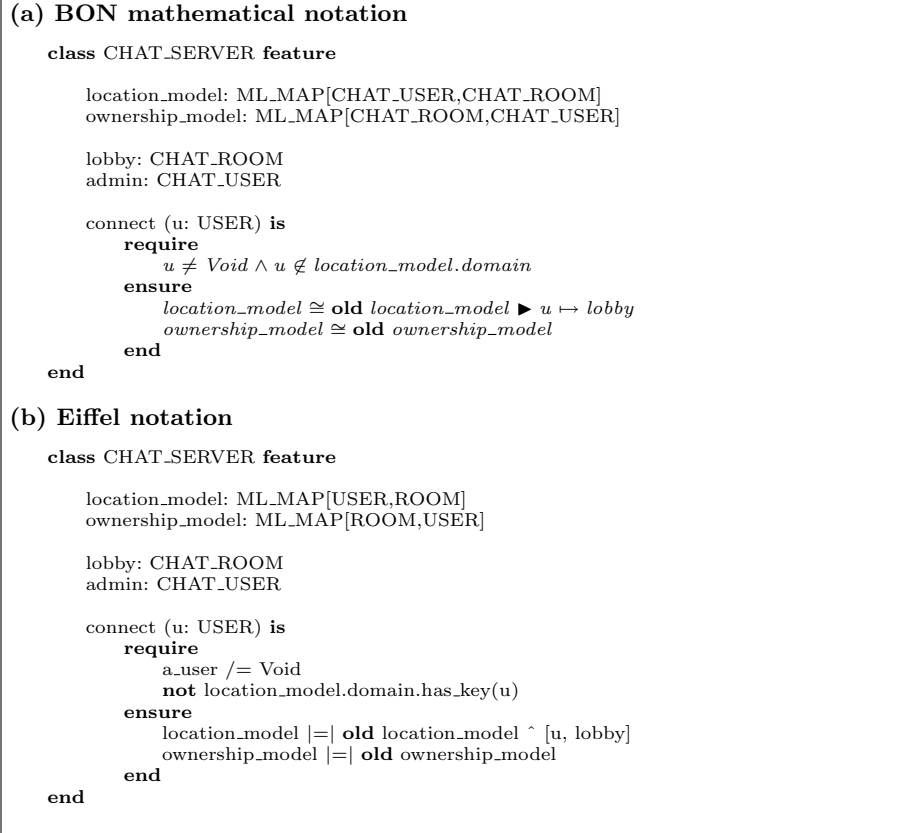 (a) BON mathematical notation
class CHAT_SERVER feature
location_model: ML_MAP[CHAT_USER,CHAT_ROOM]
ownership_model: ML_MAP[CHAT_ROOM,CHAT_USER]
lobby: CHAT_ROOM
admin: CHAT_USER
connect (u: USER) is
require
u ≠ Void ∧ u ∉ location_model.domain
ensure
location_model ≅ old location_model ► u ↦ lobby
ownership_model ≅ old ownership_model
end
end
(b) Eiffel notation
class CHAT_SERVER feature
location_model: ML_MAP[USER,ROOM]
ownership_model: ML_MAP[ROOM,USER]
lobby: CHAT_ROOM
admin: CHAT_USER
connect (u: USER) is
require
a_user /= Void
not location_model.domain.has_key(u)
ensure
location_model |=| old location_model ˆ [u, lobby]
ownership_model |=| old ownership_model
end
end